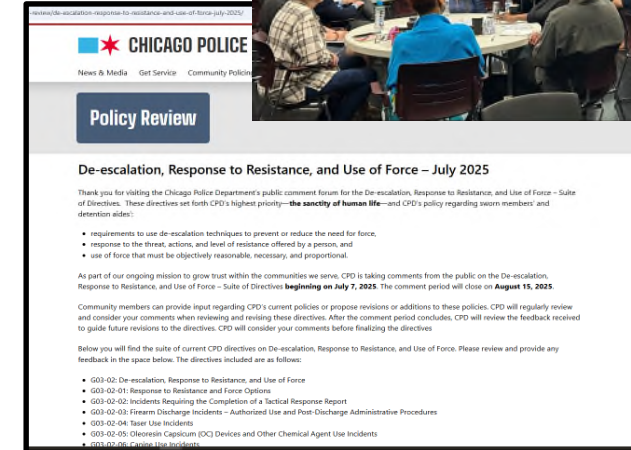 -review/de-escalation-response-to-resistance-and-use-of-force-july-2025/
CHICAGO POLICE
News & Media Get Service Community Policing
Policy Review
De-escalation, Response to Resistance, and Use of Force – July 2025
Thank you for visiting the Chicago Police Department's public comment forum for the De-escalation, Response to Resistance, and Use of Force – Suite
of Directives. These directives set forth CPD's highest priority—the sanctity of human life—and CPD's policy regarding sworn members' and
detention aides':
• requirements to use de-escalation techniques to prevent or reduce the need for force,
• response to the threat, actions, and level of resistance offered by a person, and
• use of force that must be objectively reasonable, necessary, and proportional.
As part of our ongoing mission to grow trust within the communities we serve, CPD is taking comments from the public on the De-escalation,
Response to Resistance, and Use of Force – Suite of Directives beginning on July 7, 2025. The comment period will close on August 15, 2025.
Community members can provide input regarding CPD's current policies or propose revisions or additions to these policies. CPD will regularly review
and consider your comments when reviewing and revising these directives. After the comment period concludes, CPD will review the feedback received
to guide future revisions to the directives. CPD will consider your comments before finalizing the directives
Below you will find the suite of current CPD directives on De-escalation, Response to Resistance, and Use of Force. Please review and provide any
feedback in the space below. The directives included are as follows:
• G03-02: De-escalation, Response to Resistance, and Use of Force
• G03-02-01: Response to Resistance and Force Options
• G03-02-02: Incidents Requiring the Completion of a Tactical Response Report
• G03-02-03: Firearm Discharge Incidents – Authorized Use and Post-Discharge Administrative Procedures
• G03-02-04: Taser Use Incidents
• G03-02-05: Oleoresin Capsicum (OC) Devices and Other Chemical Agent Use Incidents
• G03-02-06: Canine Use Incidents